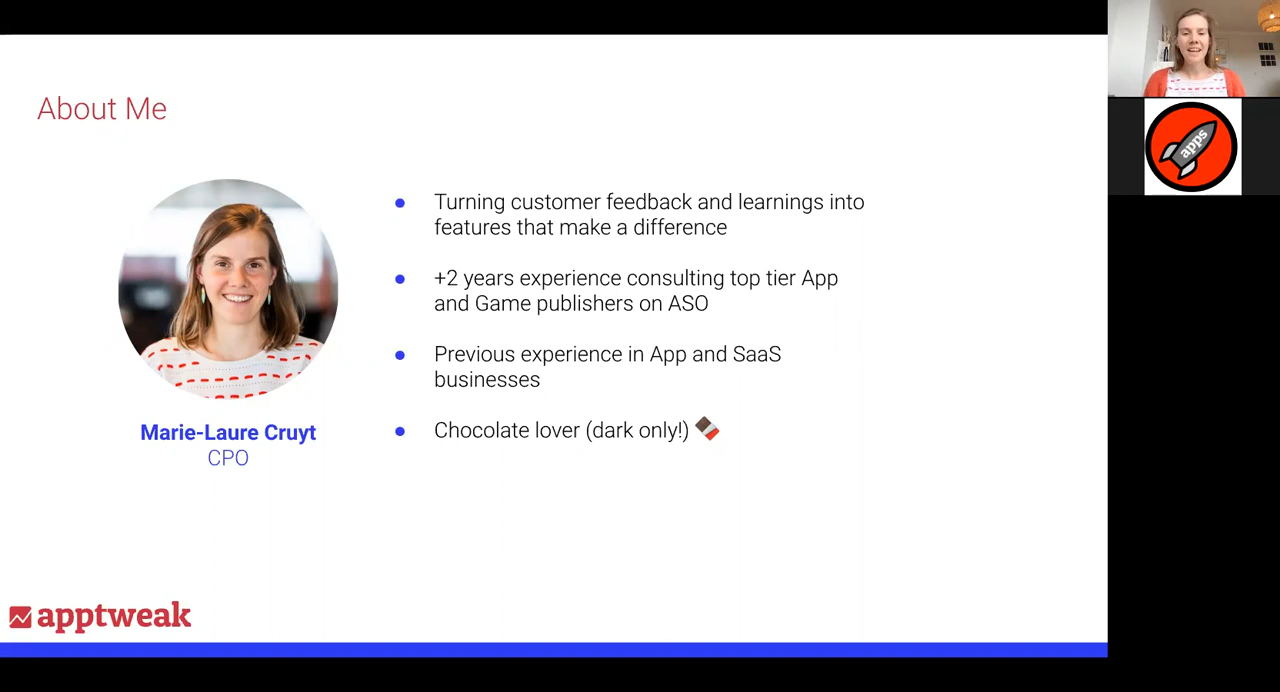 About Me
Turning customer feedback and learnings into
features that make a difference
+2 years experience consulting top tier App
and Game publishers on ASO
Previous experience in App and SaaS
businesses
Chocolate lover (dark only!)
Marie-Laure Cruyt
CPO
apptweak
apps